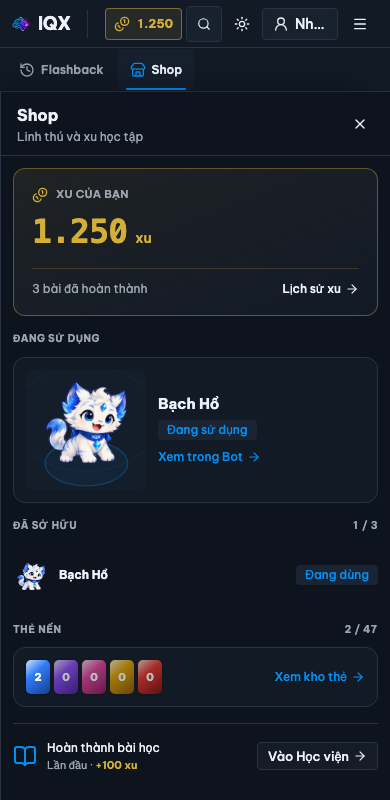 IQX
1.250
Nh...
Flashback
Shop
Shop
Linh thú và xu học tập
XU CỦA BẠN
1.250 xu
3 bài đã hoàn thành
Lịch sử xu →
ĐANG SỬ DỤNG
Bạch Hổ
Đang sử dụng
Xem trong Bot →
ĐÃ SỞ HỮU
1 / 3
Bạch Hổ
Đang dùng
THẺ NẾN
2 / 47
2 0 0 0 0
Xem kho thẻ →
Hoàn thành bài học
Lần đầu · +100 xu
Vào Học viện →